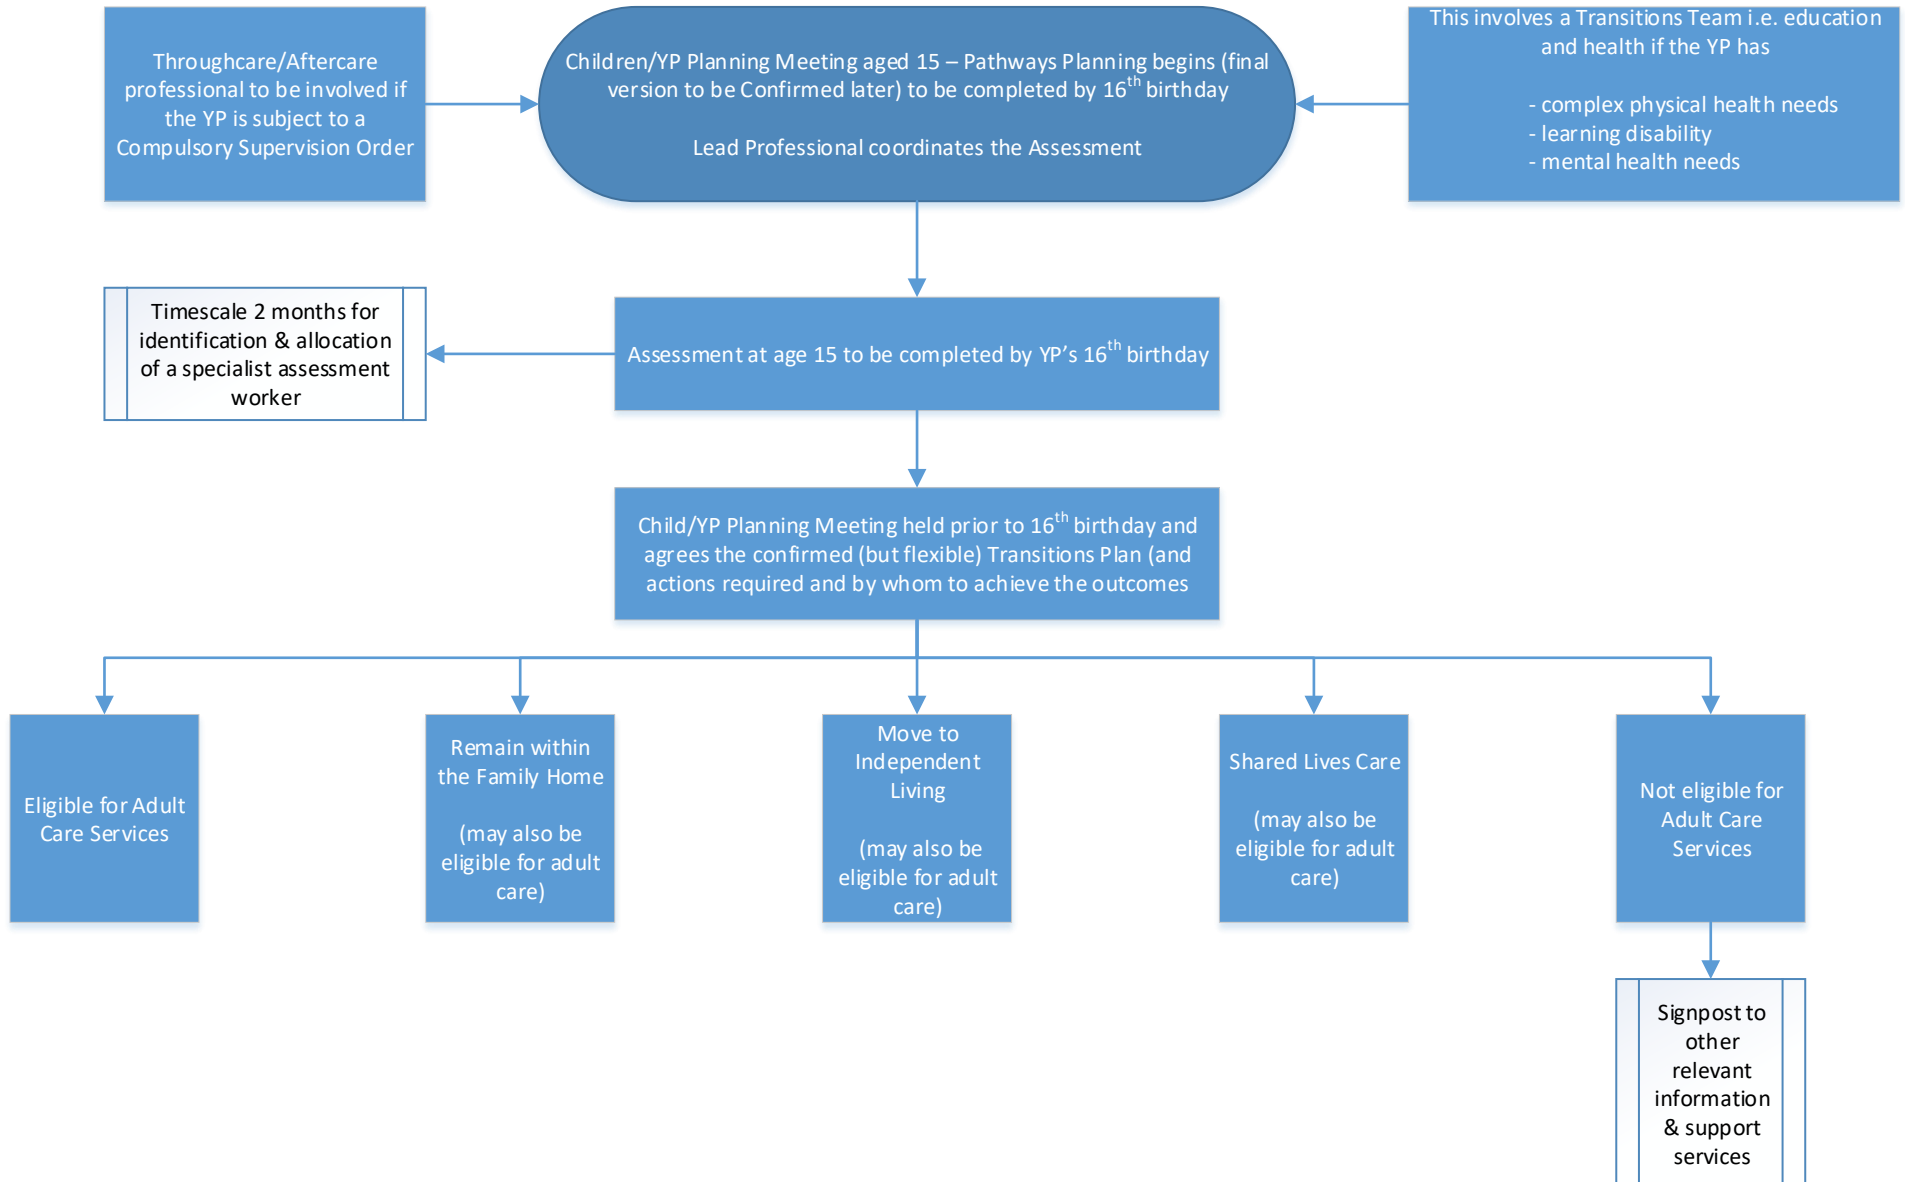 Throughcare/Aftercare
professional to be involved if
the YP is subject to a
Compulsory Supervision Order
Children/YP Planning Meeting aged 15 – Pathways Planning begins (final
version to be Confirmed later) to be completed by 16th birthday
Lead Professional coordinates the Assessment
This involves a Transitions Team i.e. education
and health if the YP has
- complex physical health needs
- learning disability
- mental health needs
Timescale 2 months for
identification & allocation
of a specialist assessment
worker
Assessment at age 15 to be completed by YP’s 16th birthday
Child/YP Planning Meeting held prior to 16th birthday and
agrees the confirmed (but flexible) Transitions Plan (and
actions required and by whom to achieve the outcomes
Eligible for Adult
Care Services
Remain within
the Family Home
(may also be
eligible for adult
care)
Move to
Independent
Living
(may also be
eligible for adult
care)
Shared Lives Care
(may also be
eligible for adult
care)
Not eligible for
Adult Care
Services
Signpost to
other
relevant
information
& support
services